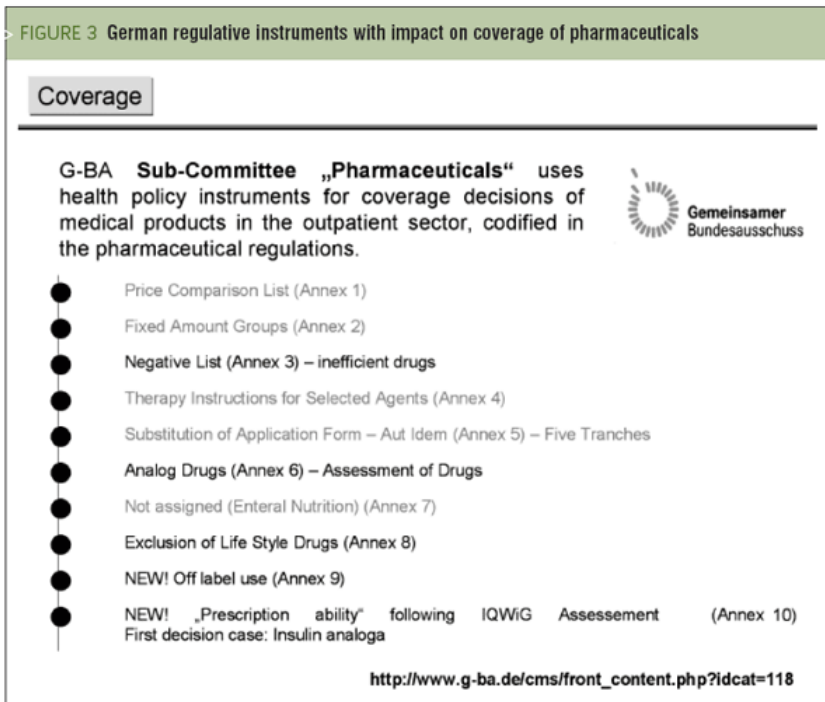 FIGURE 3 German regulative instruments with impact on coverage of pharmaceuticals
Coverage
G-BA Sub-Committee „Pharmaceuticals“ uses
health policy instruments for coverage decisions of
medical products in the outpatient sector, codified in
the pharmaceutical regulations.
Gemeinsamer
Bundesausschuss
Price Comparison List (Annex 1)
Fixed Amount Groups (Annex 2)
Negative List (Annex 3) – inefficient drugs
Therapy Instructions for Selected Agents (Annex 4)
Substitution of Application Form – Aut Idem (Annex 5) – Five Tranches
Analog Drugs (Annex 6) – Assessment of Drugs
Not assigned (Enteral Nutrition) (Annex 7)
Exclusion of Life Style Drugs (Annex 8)
NEW! Off label use (Annex 9)
NEW! „Prescription ability“ following IQWiG Assessement (Annex 10)
First decision case: Insulin analoga
http://www.g-ba.de/cms/front_content.php?idcat=118